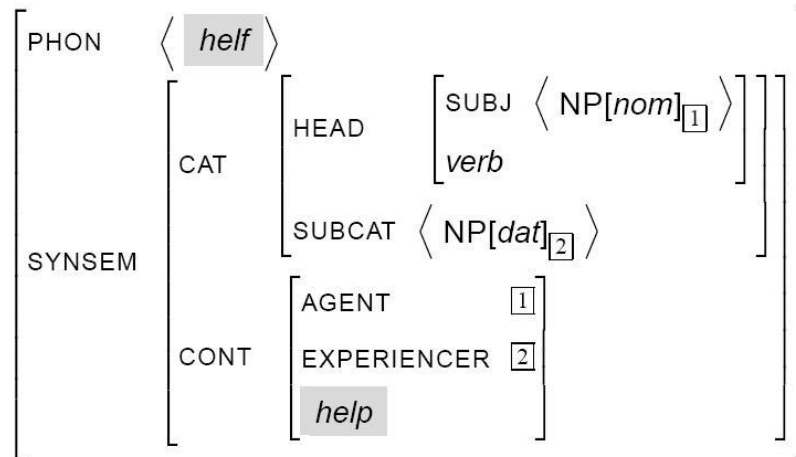 PHON ⟨ helf ⟩
SUBJ ⟨ NP[nom]1 ⟩
HEAD
verb
CAT
SUBCAT ⟨ NP[dat]2 ⟩
SYNSEM
AGENT 1
CONT EXPERIENCER 2
help